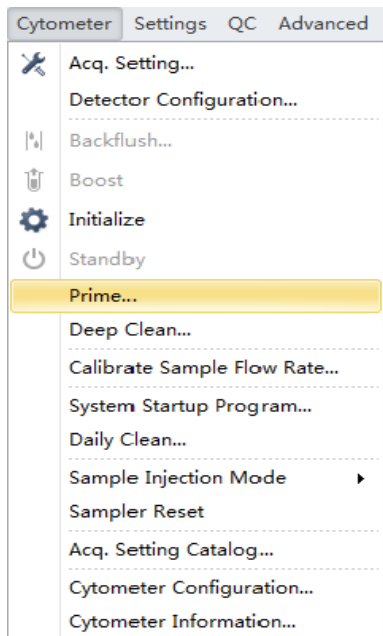 Cytometer Settings QC Advanced
Acq. Setting...
Detector Configuration...
Backflush...
Boost
Initialize
Standby
Prime...
Deep Clean...
Calibrate Sample Flow Rate...
System Startup Program...
Daily Clean...
Sample Injection Mode
Sampler Reset
Acq. Setting Catalog...
Cytometer Configuration...
Cytometer Information...